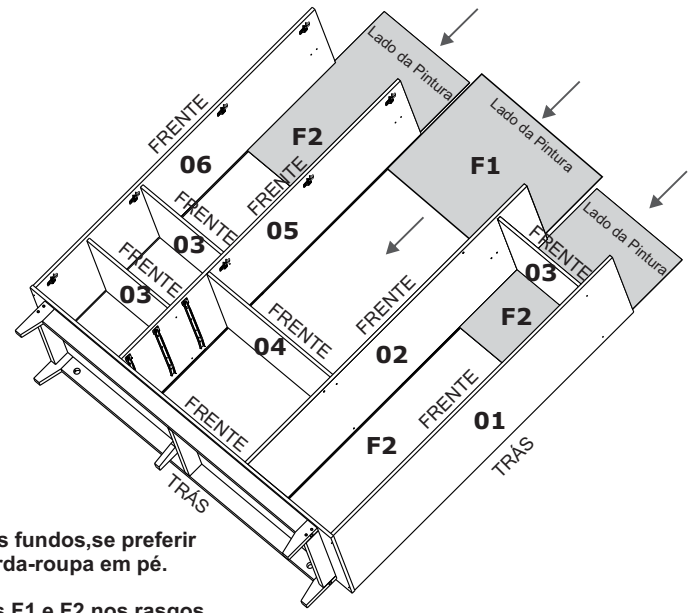 Lado da Pintura
FRENTE
F2
Lado da Pintura
06
F1
FRENTE
FRENTE
Lado da Pintura
03
05
FRENTE
FRENTE
03
FRENTE
03
F2
04
FRENTE
02
FRENTE
01
FRENTE
F2
TRÁS
TRÁS
s fundos,se preferir
rda-roupa em pé.
s F1 e F2 nos rasgos